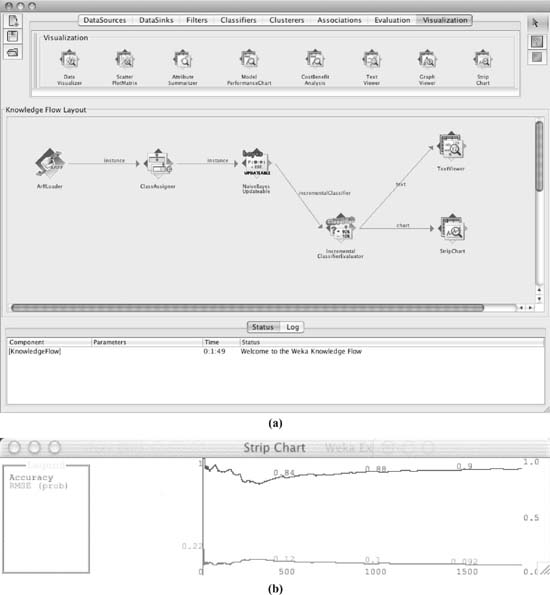 DataSources DataSinks Filters Classifiers Clusterers Associations Evaluation Visualization
Visualization
Data Visualizer
Scatter PlotMatrix
Attribute Summarizer
Model PerformanceChart
CostBenefit Analysis
Text Viewer
Graph Viewer
Strip Chart
Knowledge Flow Layout
ArffLoader
instance
ClassAssigner
instance
NaiveBayes Updateable
incrementalClassifier
Incremental ClassifierEvaluator
text
TextViewer
chart
StripChart
Status Log
Component Parameters Time Status
[KnowledgeFlow] 0:1:49 Welcome to the Weka Knowledge Flow
(a)
Strip Chart
Legend
Accuracy
RMSE (prob)
1 0.84 0.88 0.9 1.0
0.5
0.22 0.12 0.1 0.092
0 500 1000 1500
(b)